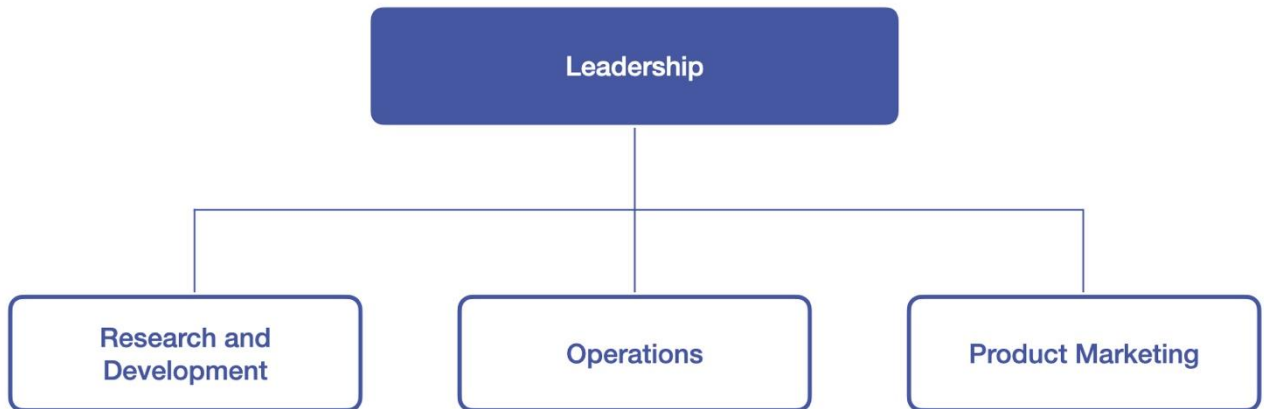 Leadership
Research and
Development
Operations
Product Marketing